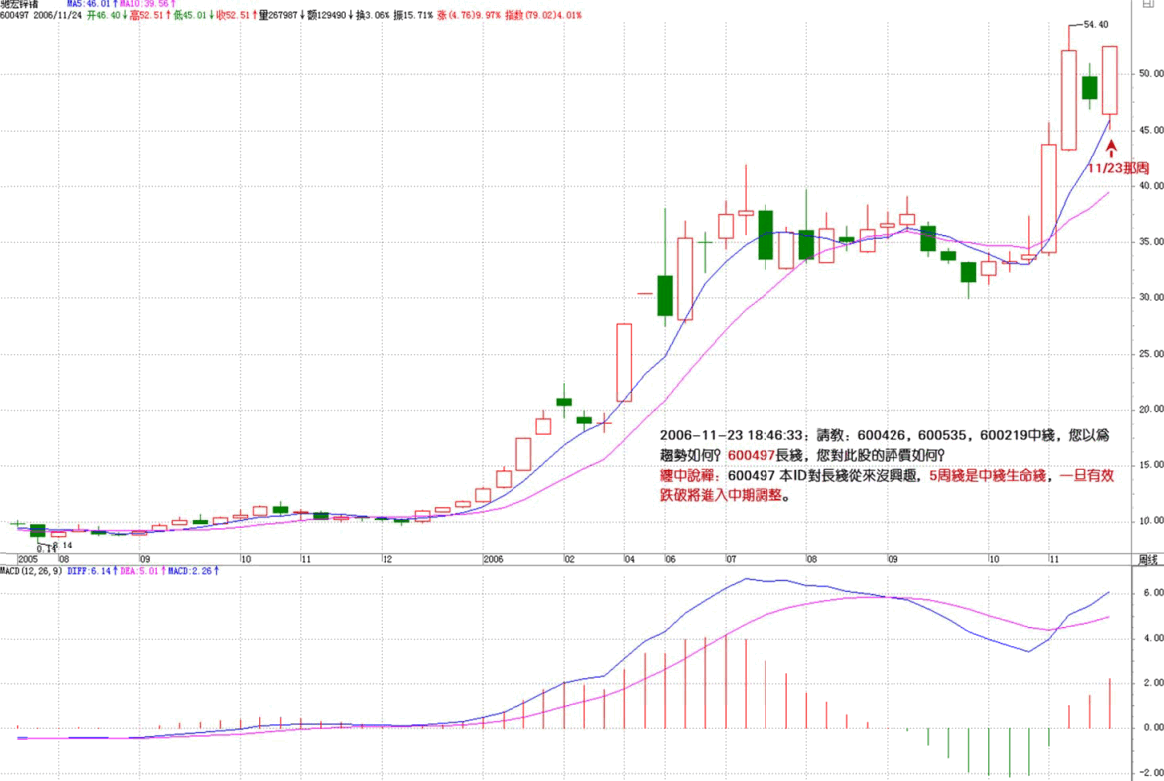 驰宏锌锗 MA5:46.01↑MA10:39.56↑
600497 2006/11/24 开46.40↓高52.51↑低45.01↓收52.51↑量267987↓额129490↓换3.06% 振15.71% 涨(4.76)9.97% 指数(79.02)4.01%
54.40
50.00
45.00
11/23那周
40.00
35.00
30.00
25.00
20.00
2006-11-23 18:46:33：請教：600426，600535，600219中綫，您以爲
趨勢如何？600497長綫，您對此股的評價如何？
15.00
纏中說禪：600497 本ID對長綫從來沒興趣，5周綫是中綫生命綫，一旦有效
跌破將進入中期調整。
10.00
8.14
2005 08 09 10 11 12 2006 02 04 06 07 08 09 10 11 周线
MACD(12,26,9) DIFF:6.14↑DEA:5.01↑MACD:2.26↑
6.00
4.00
2.00
0.00
-2.00